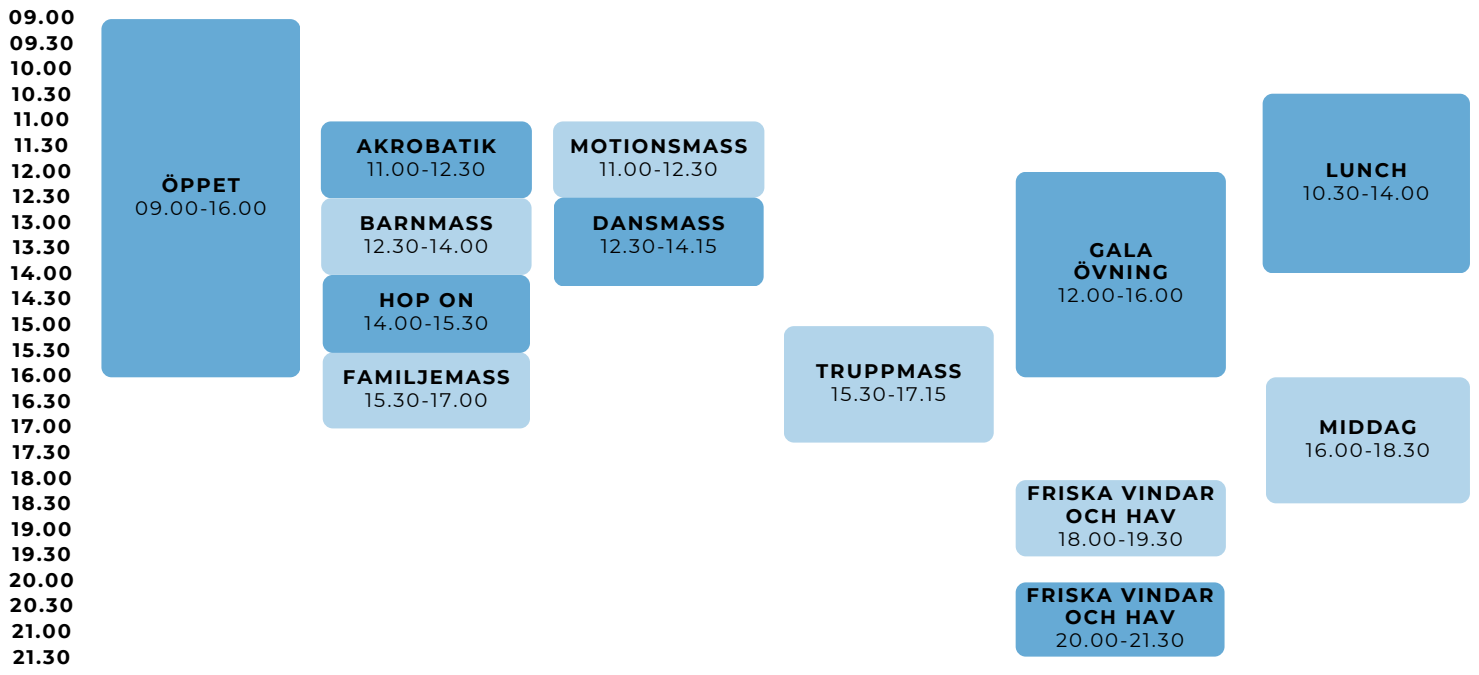 09.00
09.30
10.00
10.30
11.00
11.30
12.00
12.30
13.00
13.30
14.00
14.30
15.00
15.30
16.00
16.30
17.00
17.30
18.00
18.30
19.00
19.30
20.00
20.30
21.00
21.30
ÖPPET
09.00-16.00
AKROBATIK
11.00-12.30
BARNMASS
12.30-14.00
HOP ON
14.00-15.30
FAMILJEMASS
15.30-17.00
MOTIONSMASS
11.00-12.30
DANSMASS
12.30-14.15
TRUPPMASS
15.30-17.15
GALA
ÖVNING
12.00-16.00
FRISKA VINDAR
OCH HAV
18.00-19.30
FRISKA VINDAR
OCH HAV
20.00-21.30
LUNCH
10.30-14.00
MIDDAG
16.00-18.30